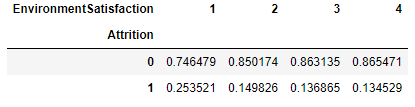 EnvironmentSatisfaction 1 2 3 4
Attrition
0 0.746479 0.850174 0.863135 0.865471
1 0.253521 0.149826 0.136865 0.134529